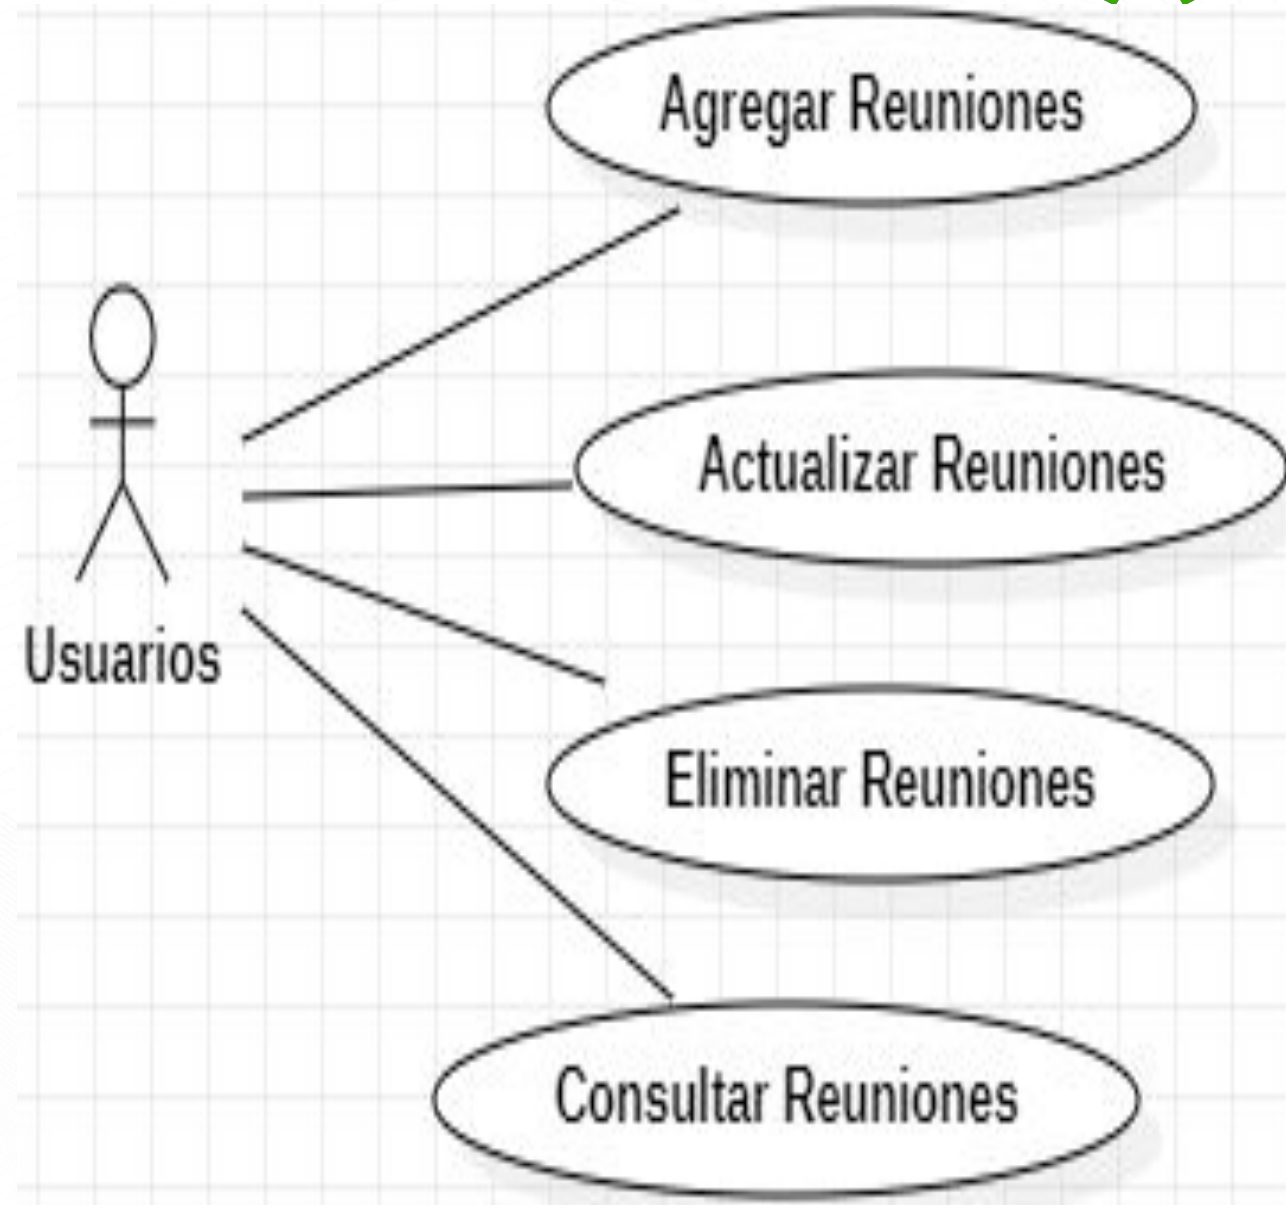 Agregar Reuniones
Actualizar Reuniones
Usuarios
Eliminar Reuniones
Consultar Reuniones